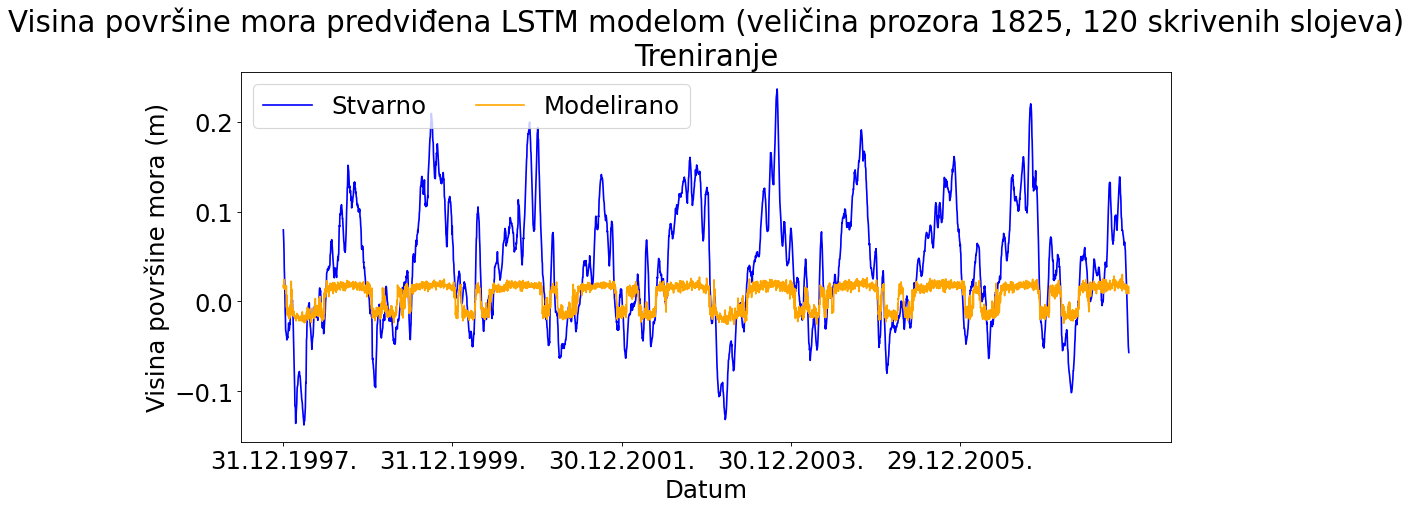 Visina površine mora predviđena LSTM modelom (veličina prozora 1825, 120 skrivenih slojeva)
Treniranje
Stvarno
Modelirano
Visina površine mora (m)
0.2
0.1
0.0
−0.1
31.12.1997.
31.12.1999.
30.12.2001.
30.12.2003.
29.12.2005.
Datum